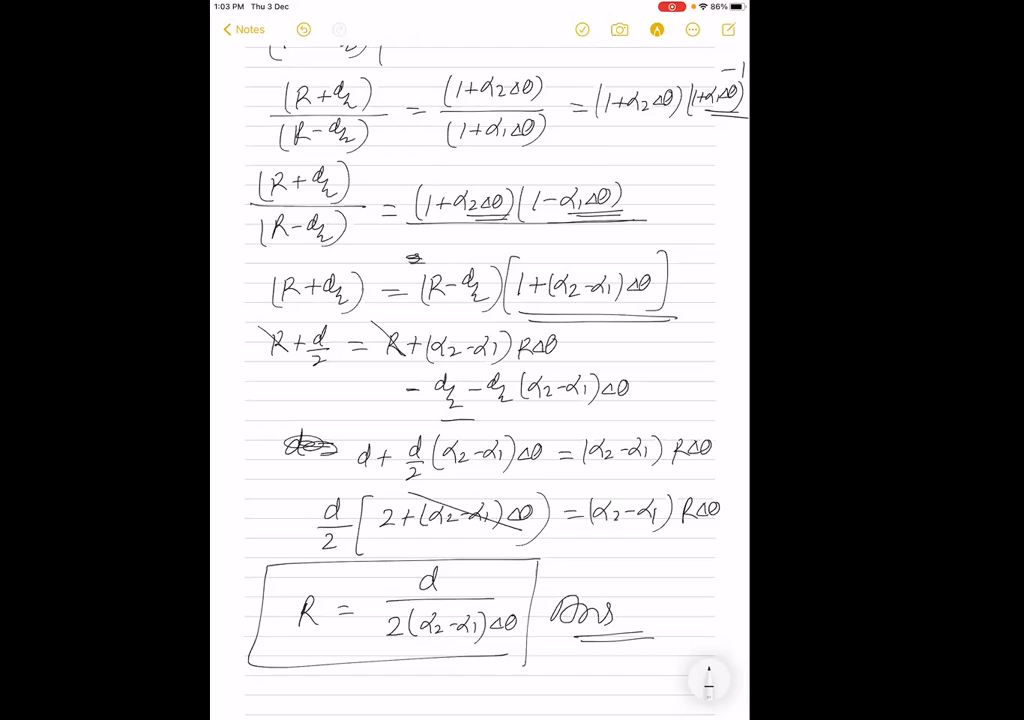 1:03 PM Thu 3 Dec 86%
Notes
(R+d/2)/(R-d/2) = (1+α2Δθ)/(1+α1Δθ) = (1+α2Δθ)(1+α1Δθ)^-1
(R+d/2)/(R-d/2) = (1+α2Δθ)(1-α1Δθ)
(R+d/2) = (R-d/2)[1+(α2-α1)Δθ]
R+d/2 = R+(α2-α1)RΔθ
- d/2 - d/2(α2-α1)Δθ
d+ d/2(α2-α1)Δθ = (α2-α1)RΔθ
d/2[2+(α2-α1)Δθ) = (α2-α1)RΔθ
R = d/2(α2-α1)Δθ Ans